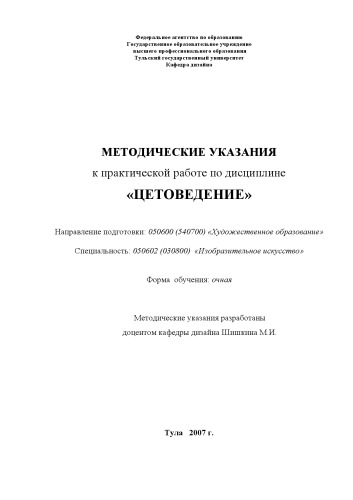 Федеральное агентство по образованию
Государственное образовательное учреждение
высшего профессионального образования
Тульский государственный университет
Кафедра дизайна
МЕТОДИЧЕСКИЕ УКАЗАНИЯ
к практической работе по дисциплине
«ЦЕТОВЕДЕНИЕ»
Направление подготовки: 050600 (540700) «Художественное образование»
Специальность: 050602 (030800) «Изобразительное искусство»
Форма обучения: очная
Методические указания разработаны
доцентом кафедры дизайна Шишкина М.И.
Тула 2007 г.